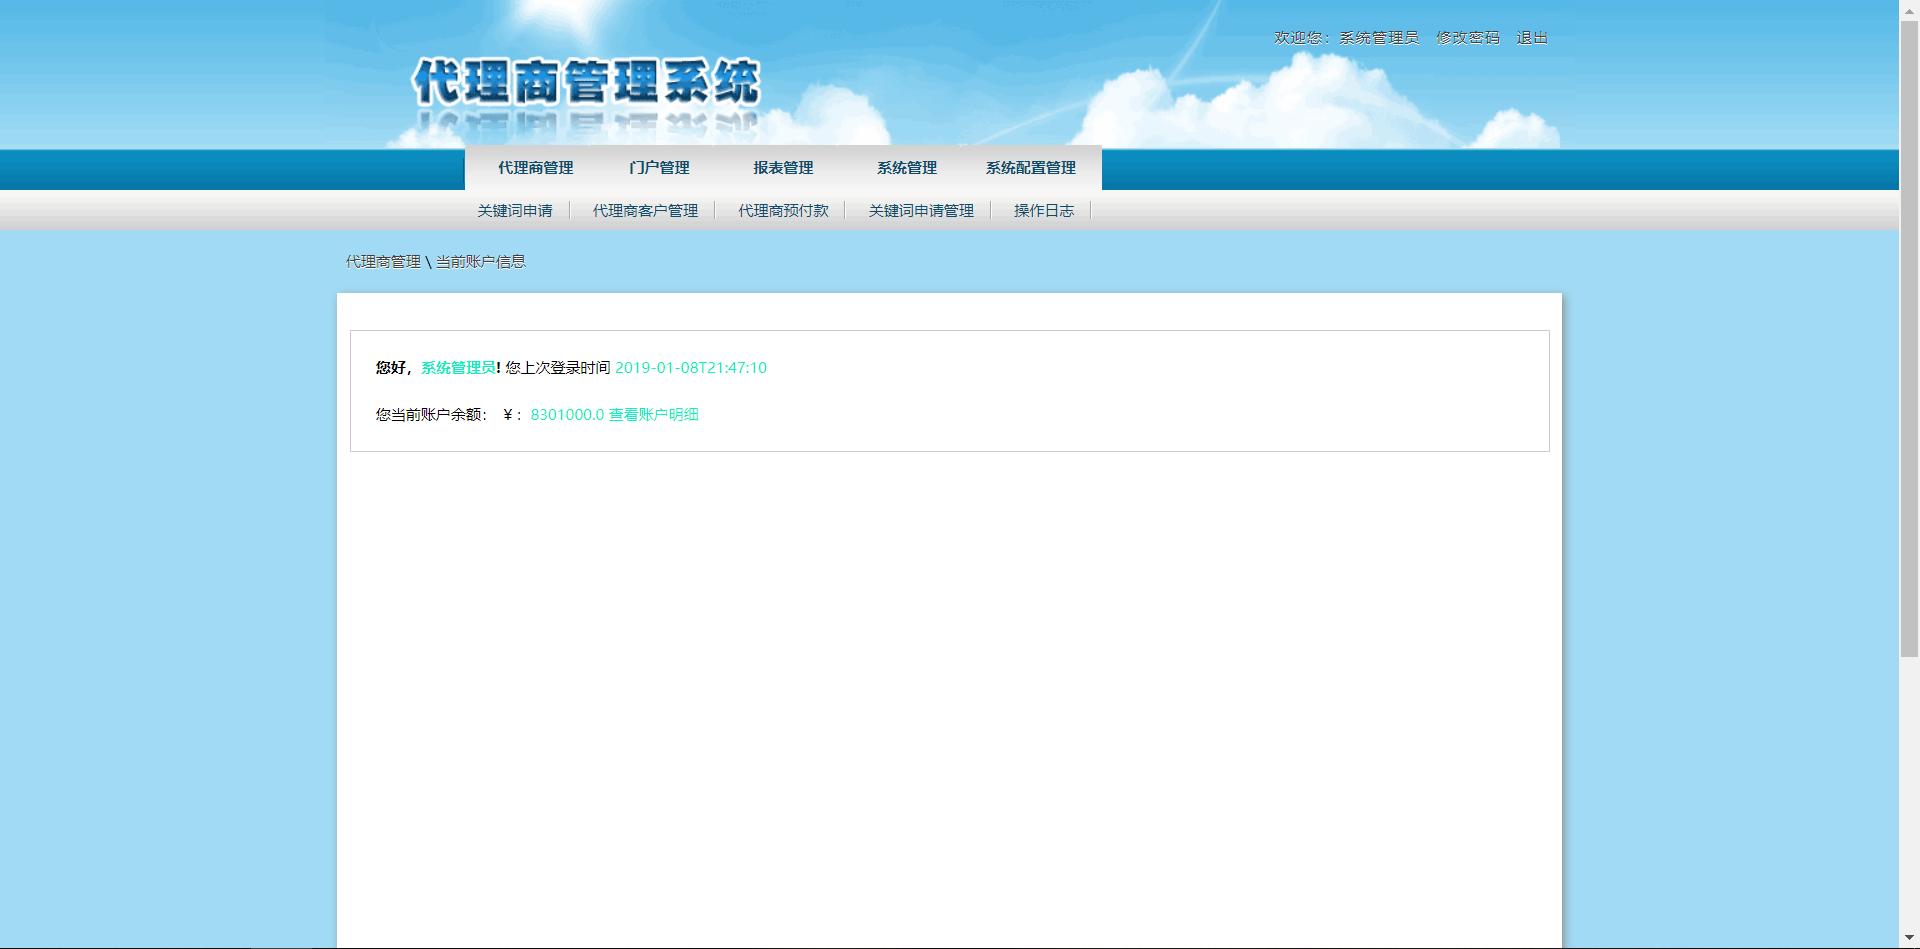 欢迎您：系统管理员 修改密码 退出
代理商管理系统
代理商管理 门户管理 报表管理 系统管理 系统配置管理
关键词申请 代理商客户管理 代理商预付款 关键词申请管理 操作日志
代理商管理 \ 当前账户信息
您好，系统管理员! 您上次登录时间 2019-01-08T21:47:10
您当前账户余额： ￥：8301000.0 查看账户明细